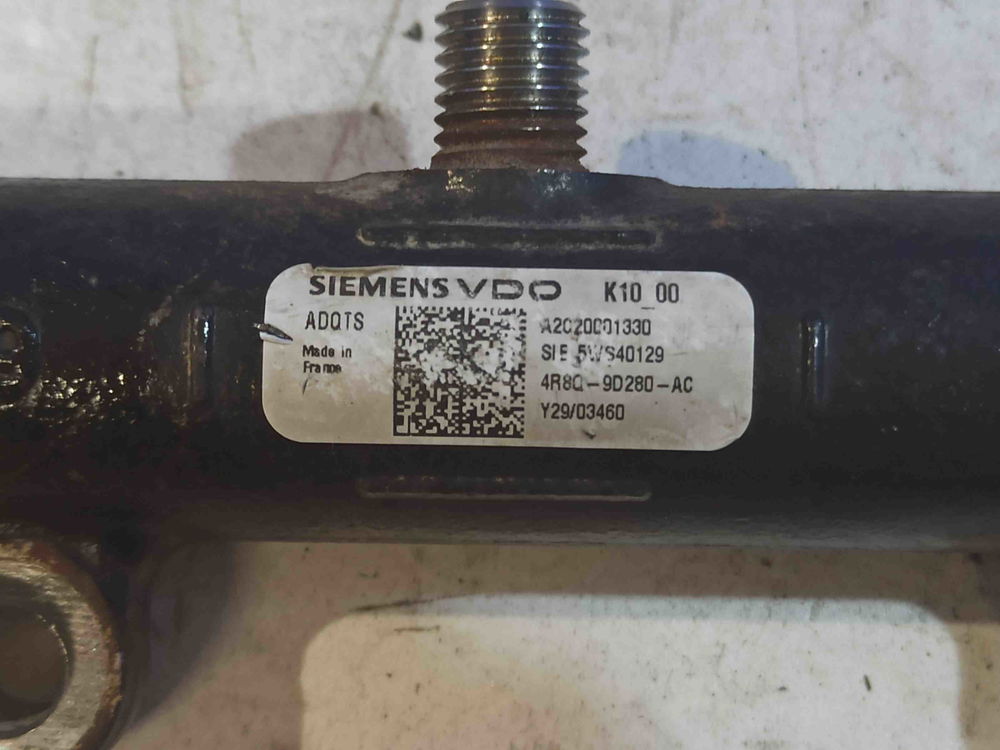 SIEMENS VDO K10_00
ADQTS
Made in
France
A2C20001330
SIE 5WS40129
4R8Q-9D280-AC
Y29/03460